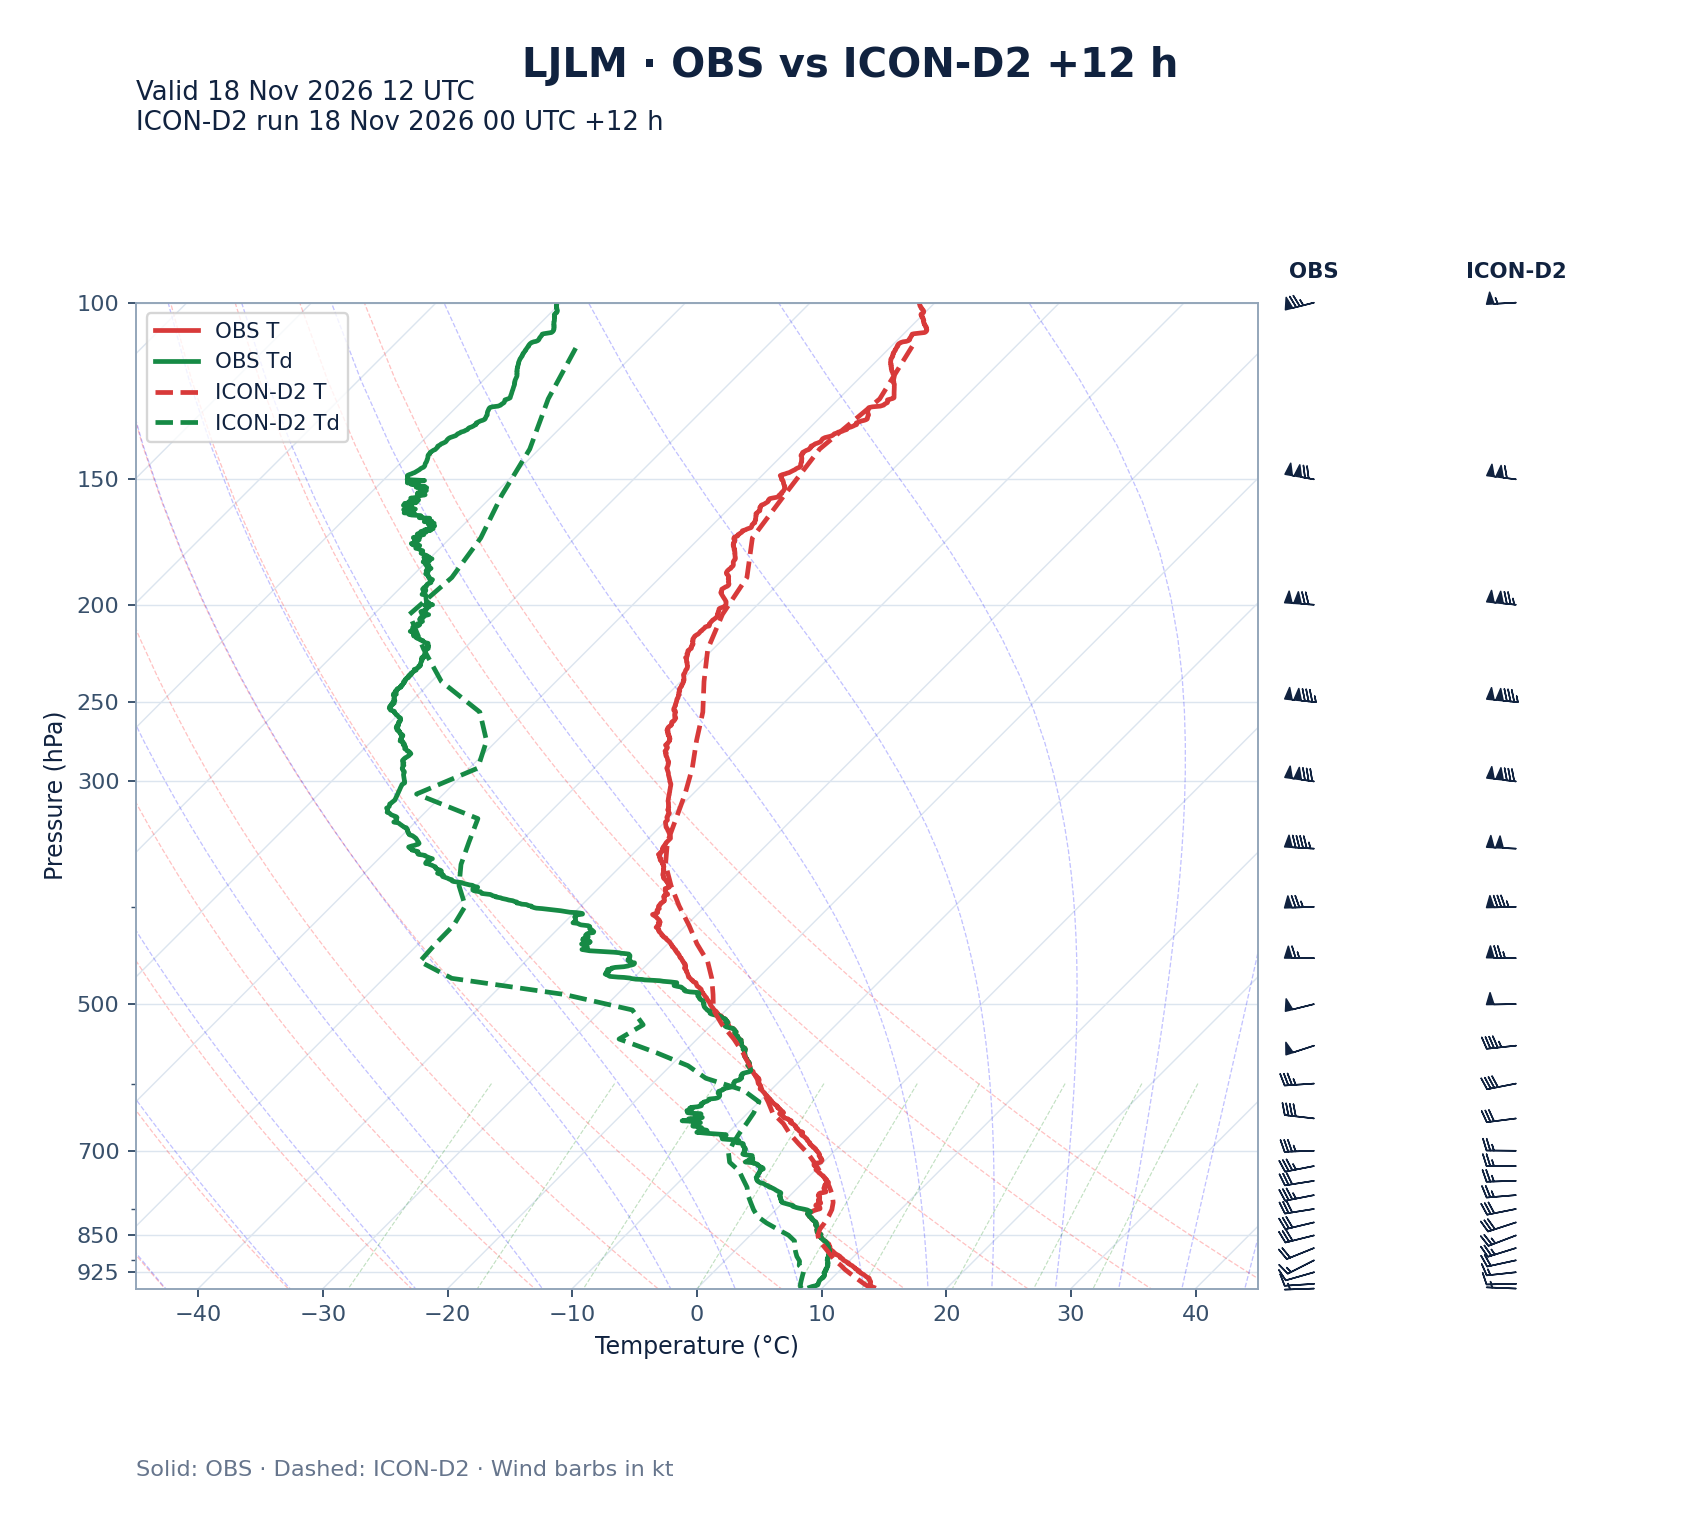 LJLM · OBS vs ICON-D2 +12 h
Valid 18 Nov 2026 12 UTC
ICON-D2 run 18 Nov 2026 00 UTC +12 h
OBS
ICON-D2
OBS T
OBS Td
ICON-D2 T
ICON-D2 Td
Pressure (hPa)
100
150
200
250
300
500
700
850
925
−40
−30
−20
−10
0
10
20
30
40
Temperature (°C)
Solid: OBS · Dashed: ICON-D2 · Wind barbs in kt